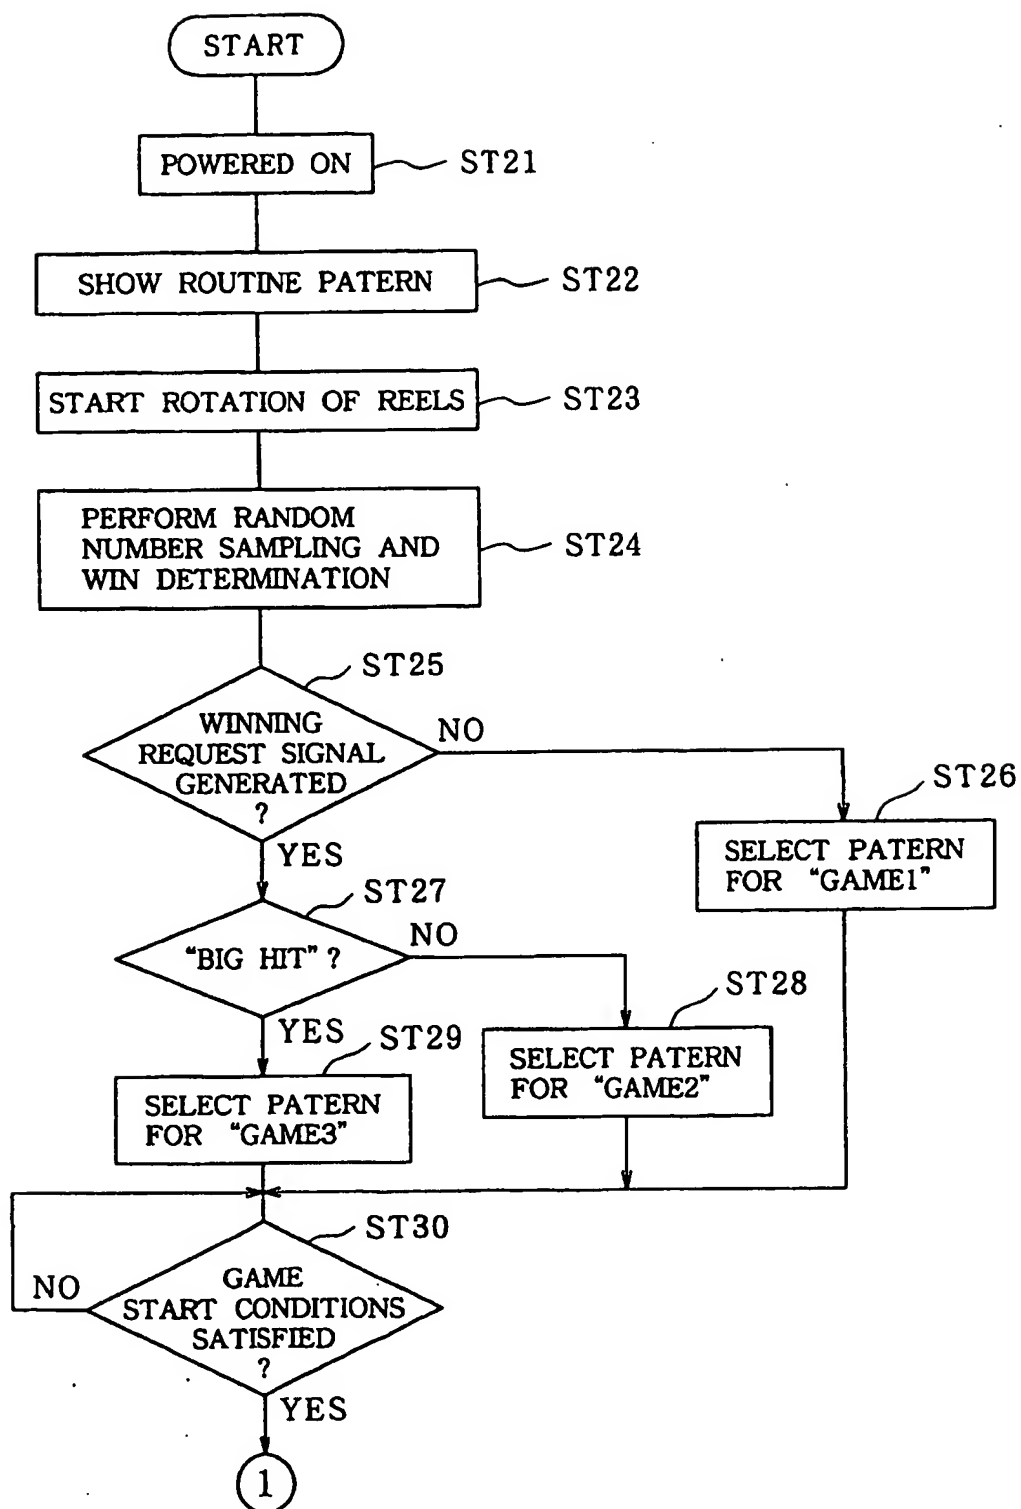 START
POWERED ON
ST21
SHOW ROUTINE PATERN
ST22
START ROTATION OF REELS
ST23
PERFORM RANDOM
NUMBER SAMPLING AND
WIN DETERMINATION
ST24
ST25
WINNING
REQUEST SIGNAL
GENERATED
?
NO
YES
ST26
SELECT PATERN
FOR "GAME1"
ST27
"BIG HIT" ?
NO
YES
ST28
SELECT PATERN
FOR "GAME2"
ST29
SELECT PATERN
FOR "GAME3"
ST30
GAME
START CONDITIONS
SATISFIED
?
NO
YES
1